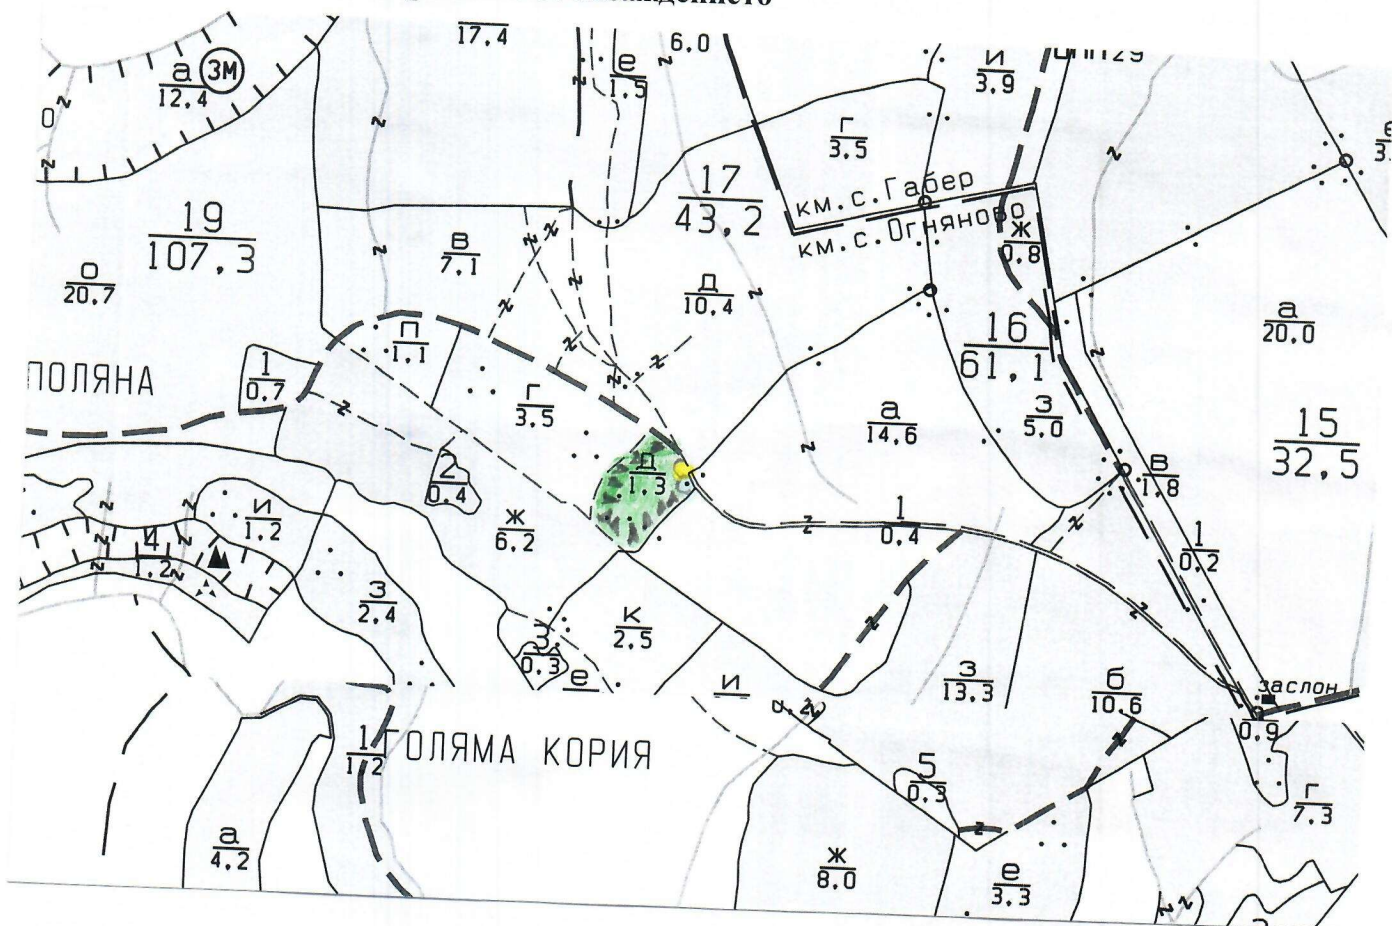 17,4
6.0
е
1,5
и
3.9
а
12,4
ЗМ
г
3.5
км.с.Габер
км.с.Огняново
17
43,2
19
107,3
о
20.7
в
7.1
ж
0.8
д
10.4
а
20.0
п
1,1
16
61,1
ПОЛЯНА
1
0.7
г
3.5
а
14.6
з
5.0
15
32,5
2
0.4
д
1,3
в
1,8
и
1,2
4
1,2
ж
6.2
1
0,4
1
0,2
з
2,4
к
2,5
3
0,3
е
и
з
13,3
б
10.6
заслон
0,9
1
1,2
ГОЛЯМА КОРИЯ
5
0,3
г
7,3
а
4.2
ж
8.0
е
3.3